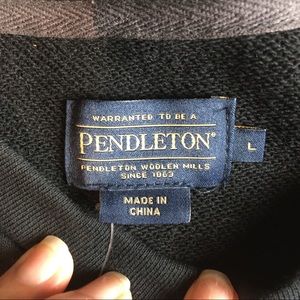 WARRANTED TO BE A
PENDLETON®
PENDLETON WOOLEN MILLS
SINCE 1863
L
MADE IN
CHINA